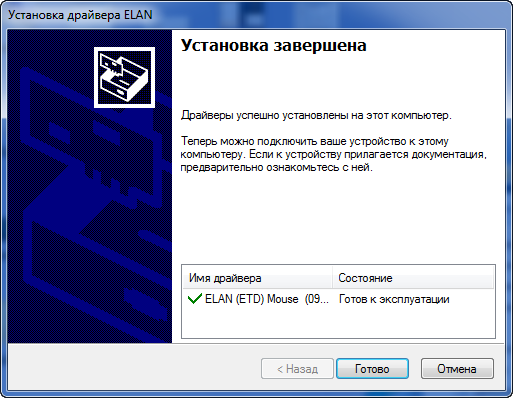 Установка драйвера ELAN
Установка завершена
Драйверы успешно установлены на этот компьютер.
Теперь можно подключить ваше устройство к этому
компьютеру. Если к устройству прилагается документация,
предварительно ознакомьтесь с ней.
Имя драйвера Состояние
ELAN (ETD) Mouse (09... Готов к эксплуатации
< Назад Готово Отмена